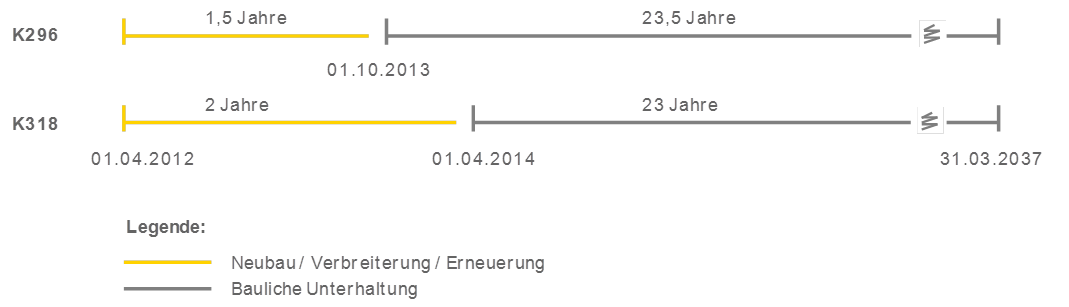 1,5 Jahre 23,5 Jahre
K296
01.10.2013
2 Jahre 23 Jahre
K318
01.04.2012 01.04.2014 31.03.2037
Legende:
Neubau / Verbreiterung / Erneuerung
Bauliche Unterhaltung